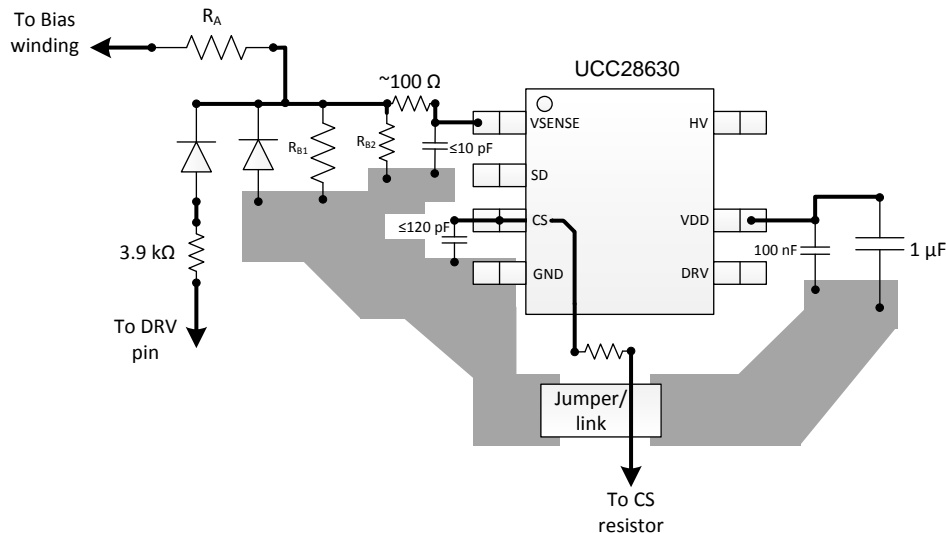 To Bias
winding
RA
~100 Ω
UCC28630
VSENSE
HV
RB1
RB2
≤10 pF
SD
CS
VDD
≤120 pF
3.9 kΩ
100 nF
1 µF
GND
DRV
To DRV
pin
Jumper/
link
To CS
resistor